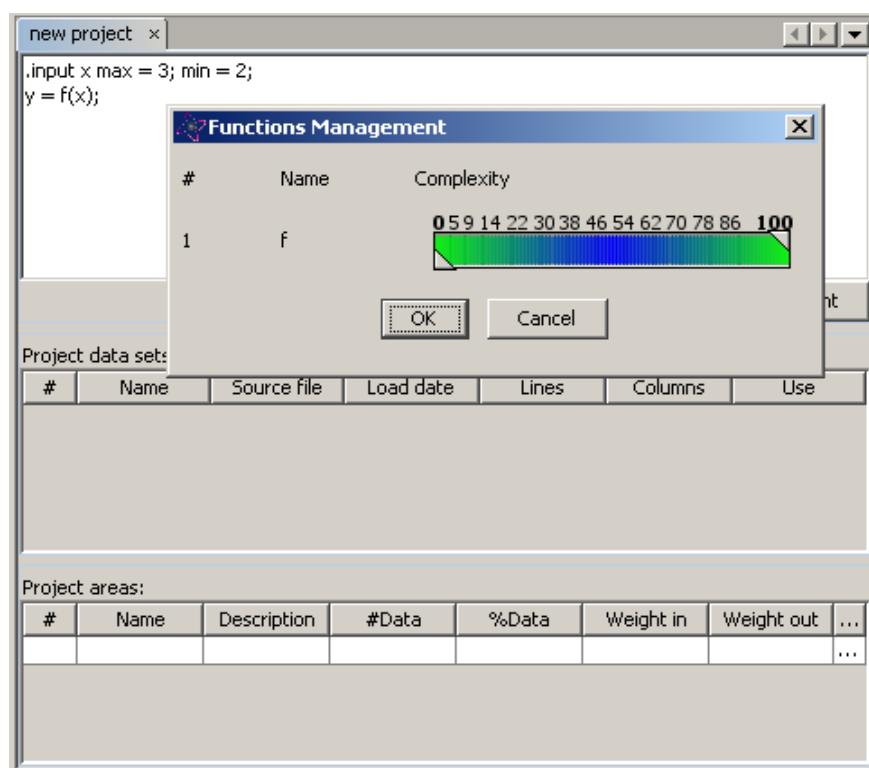 new project ×
.input x max = 3; min = 2;
y = f(x);
Functions Management
# Name Complexity
0 5 9 14 22 30 38 46 54 62 70 78 86 100
1 f
OK Cancel
Project data sets
# Name Source file Load date Lines Columns Use
Project areas:
# Name Description #Data %Data Weight in Weight out ...
...